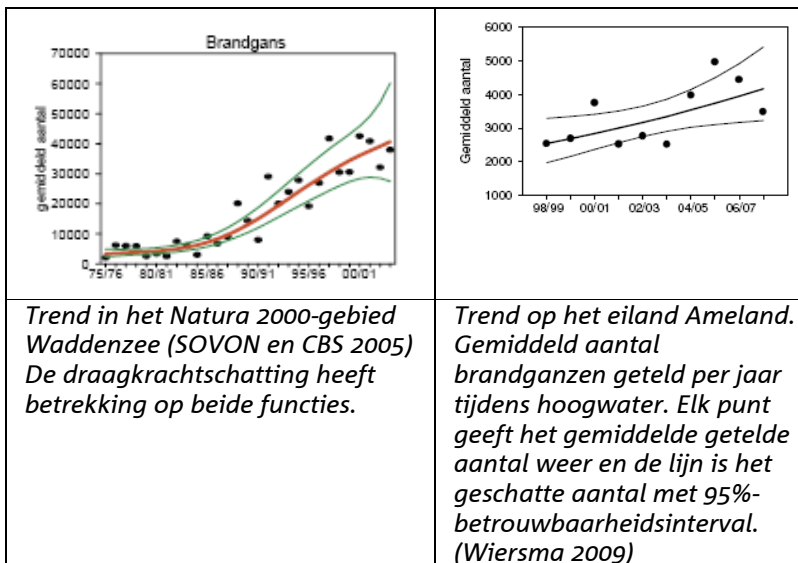 Brandgans
70000
60000
50000
40000
30000
20000
10000
0
gemiddeld aantal
75/76 80/81 85/86 90/91 95/96 00/01
6000
5000
4000
3000
2000
1000
Gemiddeld aantal
98/99 00/01 02/03 04/05 06/07
Trend in het Natura 2000-gebied
Waddenzee (SOVON en CBS 2005)
De draagkrachtschatting heeft
betrekking op beide functies.
Trend op het eiland Ameland.
Gemiddeld aantal
brandganzen geteld per jaar
tijdens hoogwater. Elk punt
geeft het gemiddelde getelde
aantal weer en de lijn is het
geschatte aantal met 95%-
betrouwbaarheidsinterval.
(Wiersma 2009)